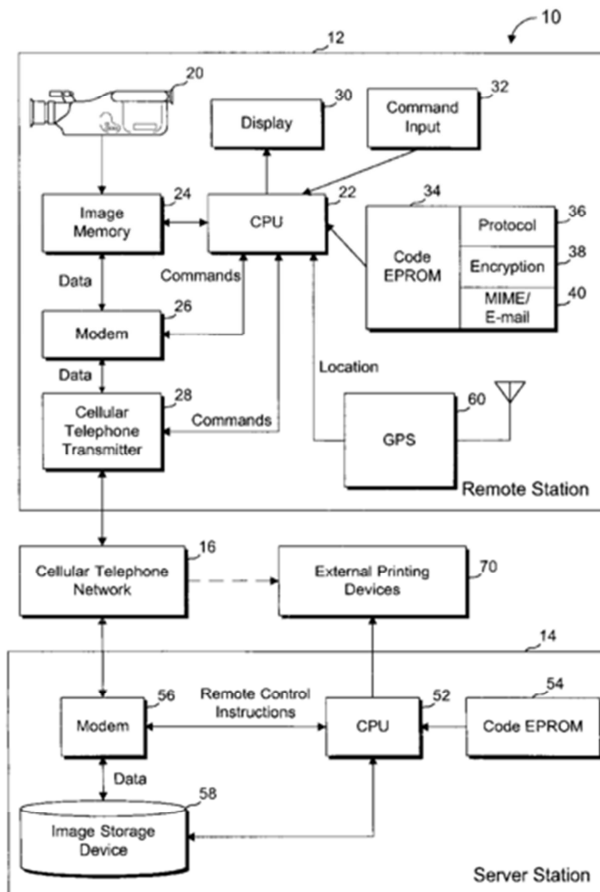 10
12
20
30
Display
32
Command
Input
24
Image
Memory
22
CPU
34
Code
EPROM
Protocol
36
Encryption
38
MIME/
E-mail
40
Commands
Data
26
Modem
Data
28
Cellular
Telephone
Transmitter
Commands
Location
60
GPS
Remote Station
16
Cellular Telephone
Network
70
External Printing
Devices
14
56
Modem
Remote Control
Instructions
52
CPU
54
Code EPROM
Data
58
Image Storage
Device
Server Station